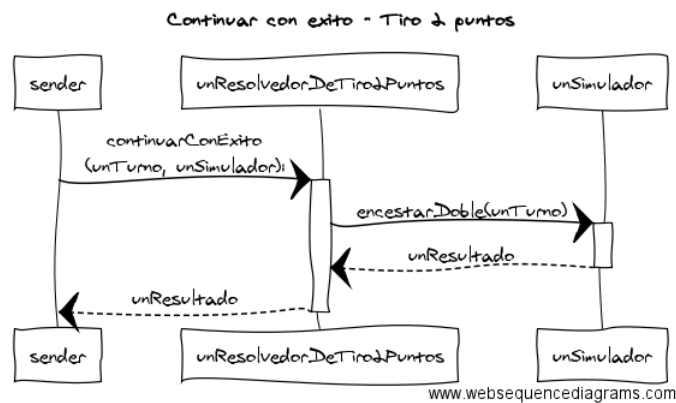 Continuar con exito - Tiro 2 puntos
sender
unResolvedorDeTiro2Puntos
unSimulador
continuarConExito
(unTurno, unSimulador):
encestarDoble(unTurno)
unResultado
unResultado
sender
unResolvedorDeTiro2Puntos
unSimulador
www.websequencediagrams.com